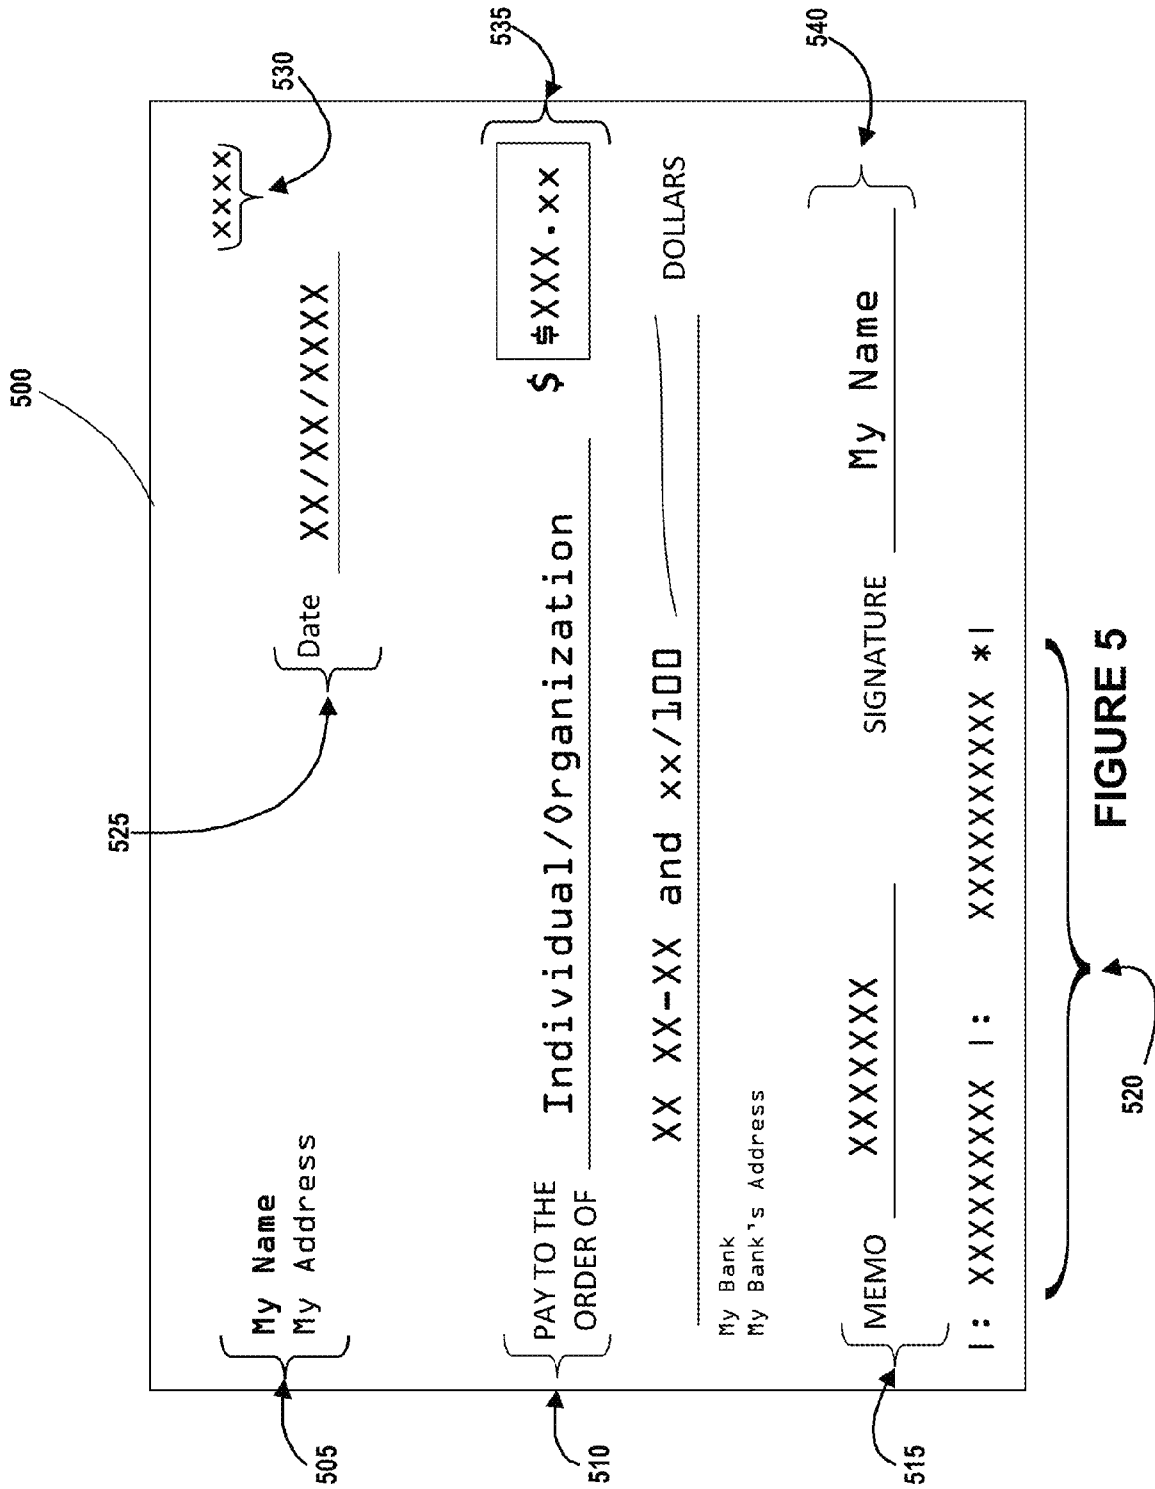 500
530
XXXX
505
My Name
My Address
525
Date XX/XX/XXXX
535
510
PAY TO THE
ORDER OF Individual/Organization $ $XXX.XX
XX XX-XX and xx/100 DOLLARS
My Bank
My Bank's Address
540
515
MEMO XXXXXXX SIGNATURE My Name
|: XXXXXXXXX |: XXXXXXXXXX *|
520
FIGURE 5